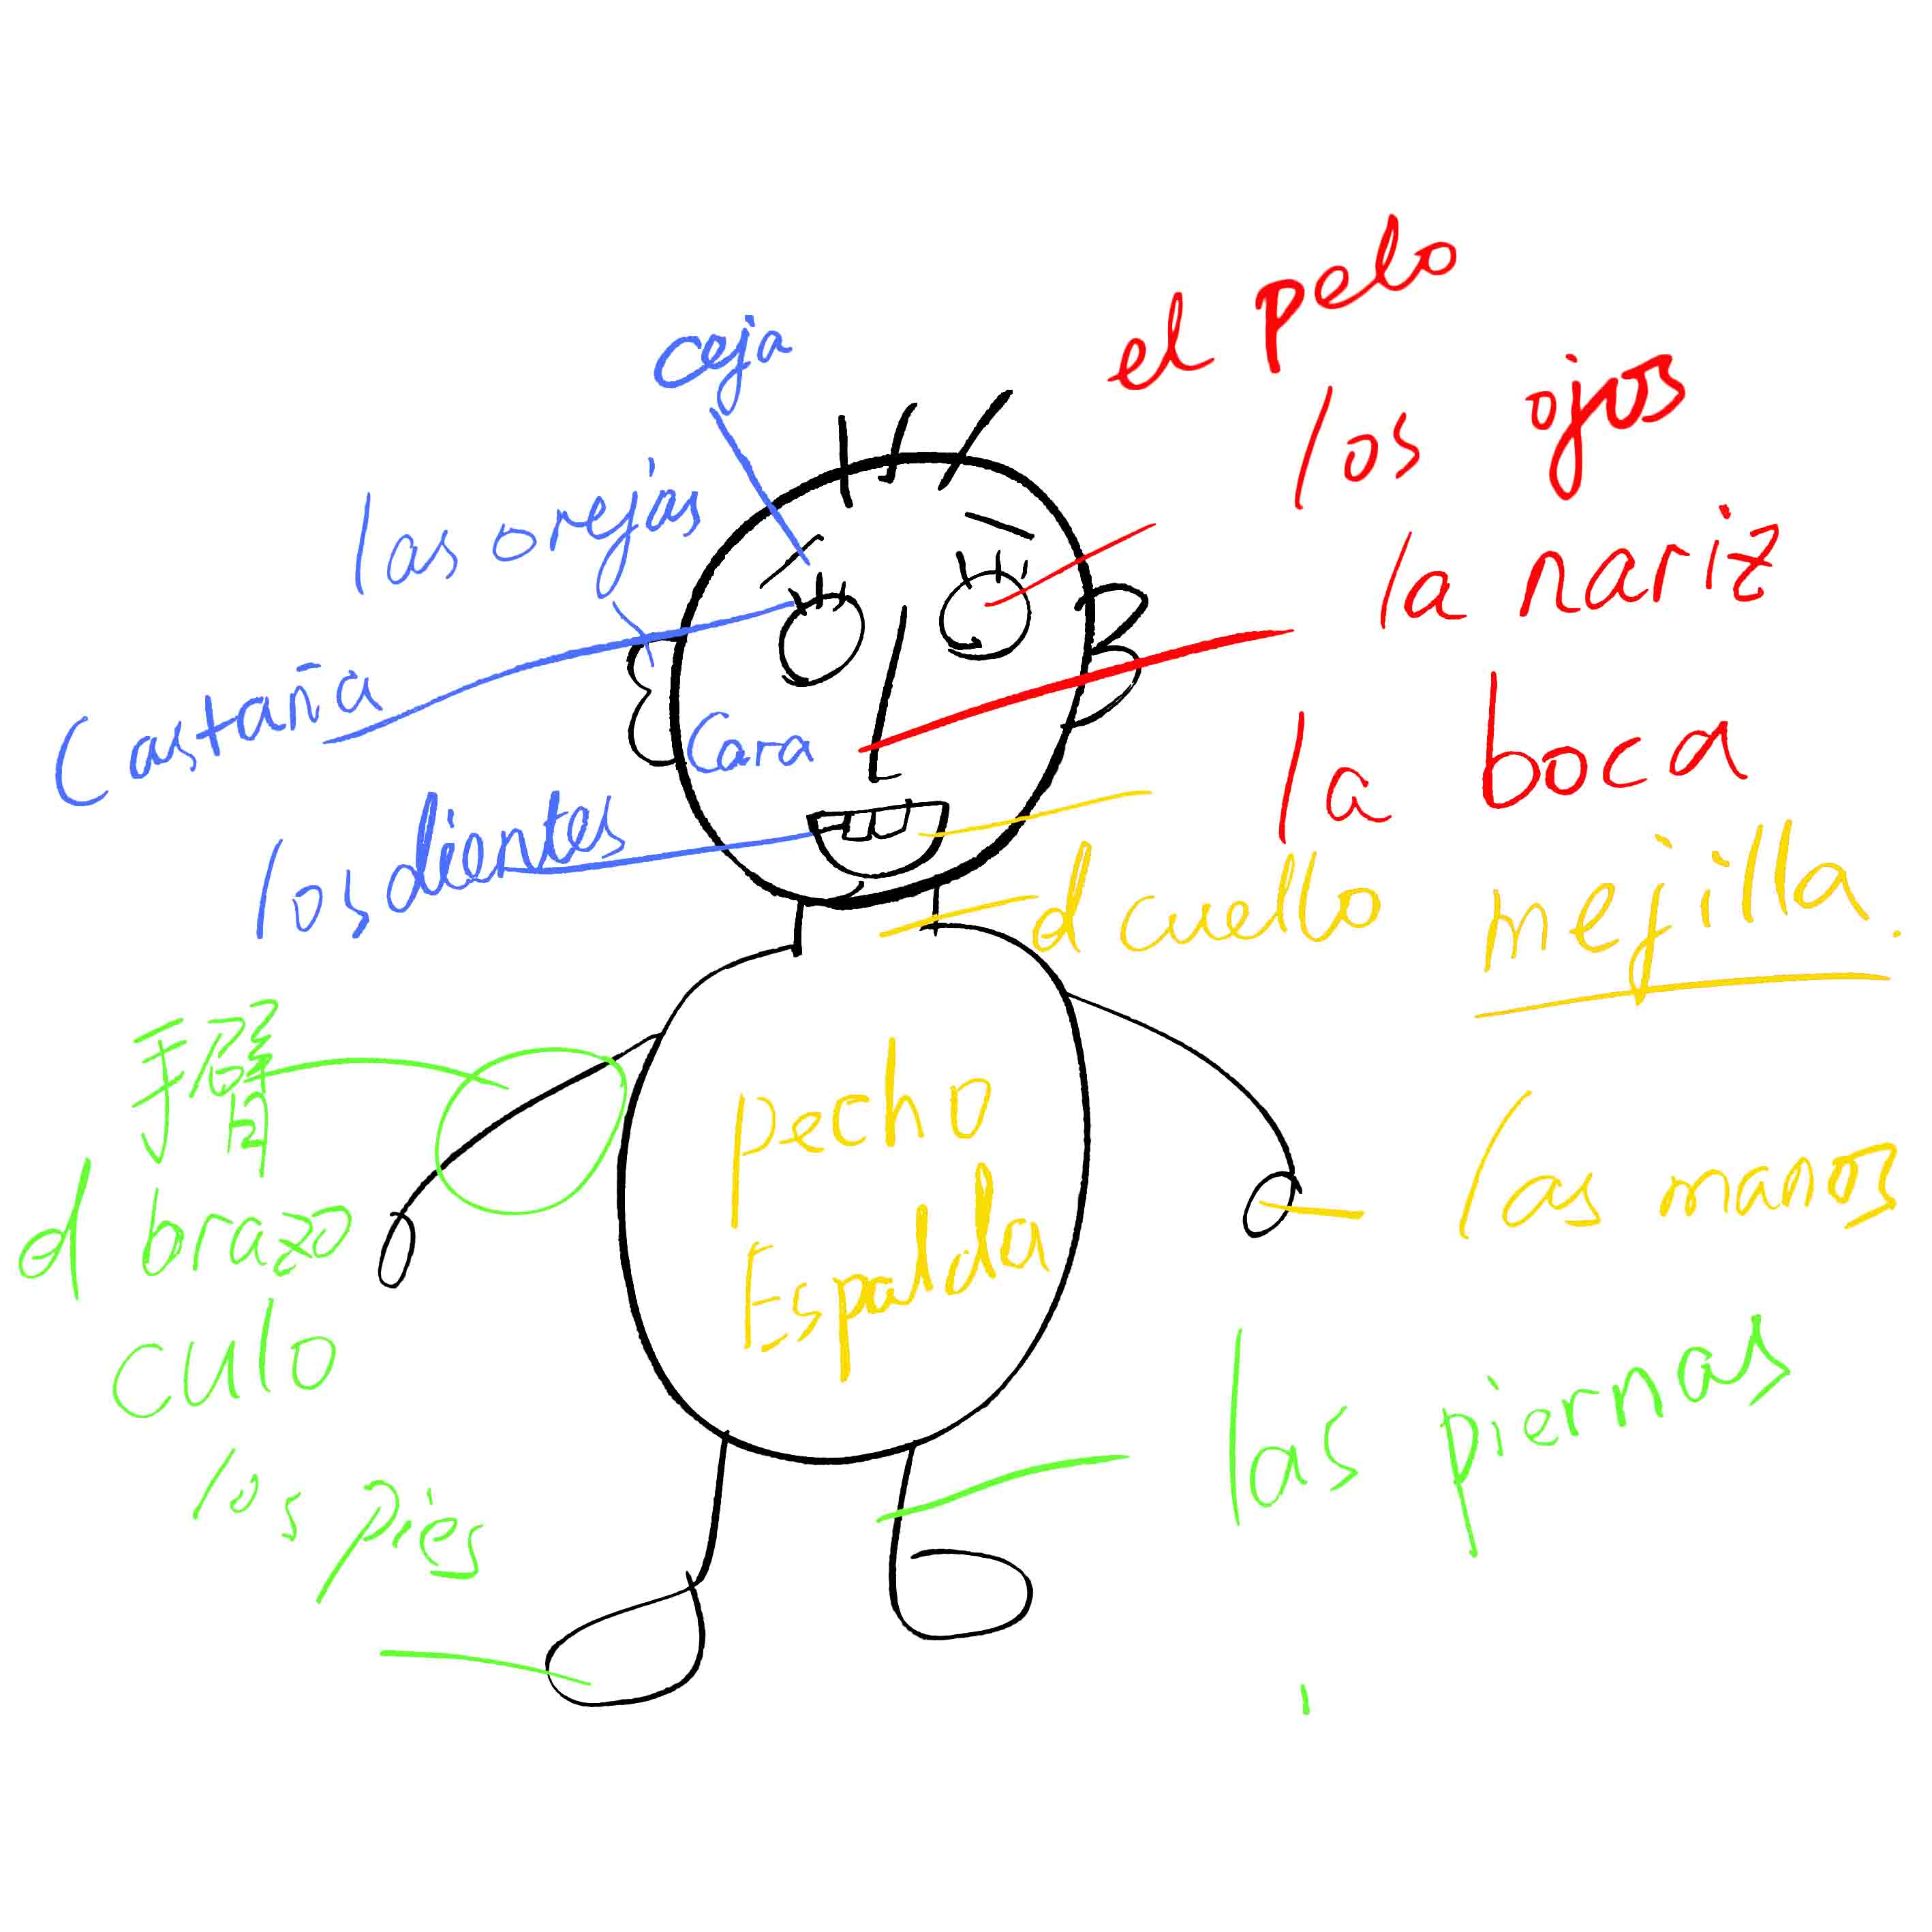 el pelo
ceja
los ojos
las orejas
la nariz
Castaña
Cara
la boca
los dientes
el cuello
mejilla.
手臂
pecho
las manos
el brazo
Espalda
culo
las piernas
los pies